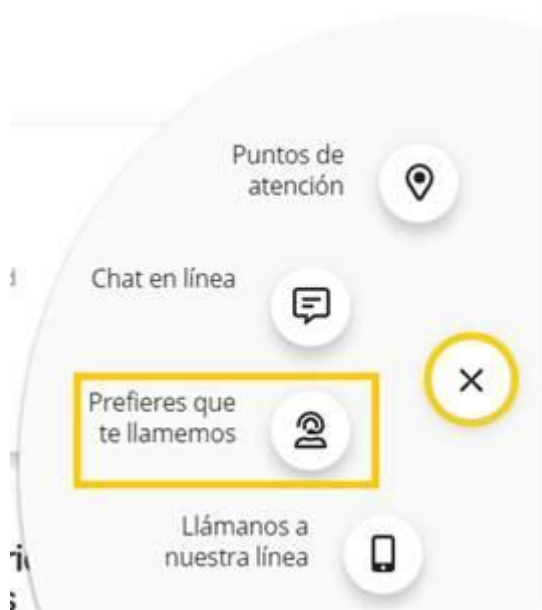 Puntos de
atención
Chat en línea
Prefieres que
te llamemos
Llámanos a
nuestra línea